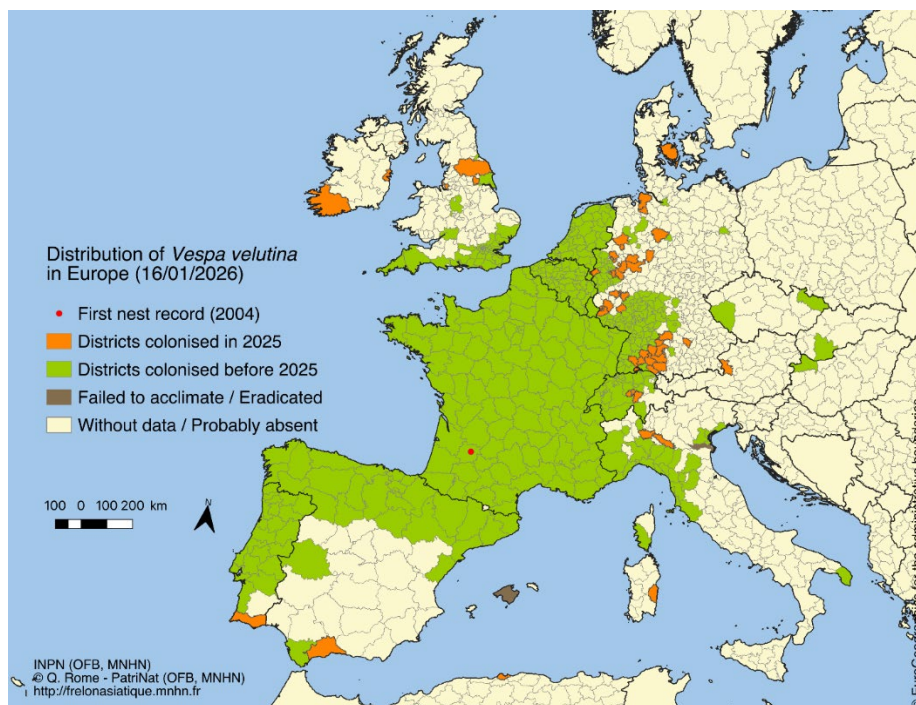 Distribution of Vespa velutina
in Europe (16/01/2026)
First nest record (2004)
Districts colonised in 2025
Districts colonised before 2025
Failed to acclimate / Eradicated
Without data / Probably absent
100 0 100 200 km
N
INPN (OFB, MNHN)
© Q. Rome - PatriNat (OFB, MNHN)
http://frelonasiatique.mnhn.fr